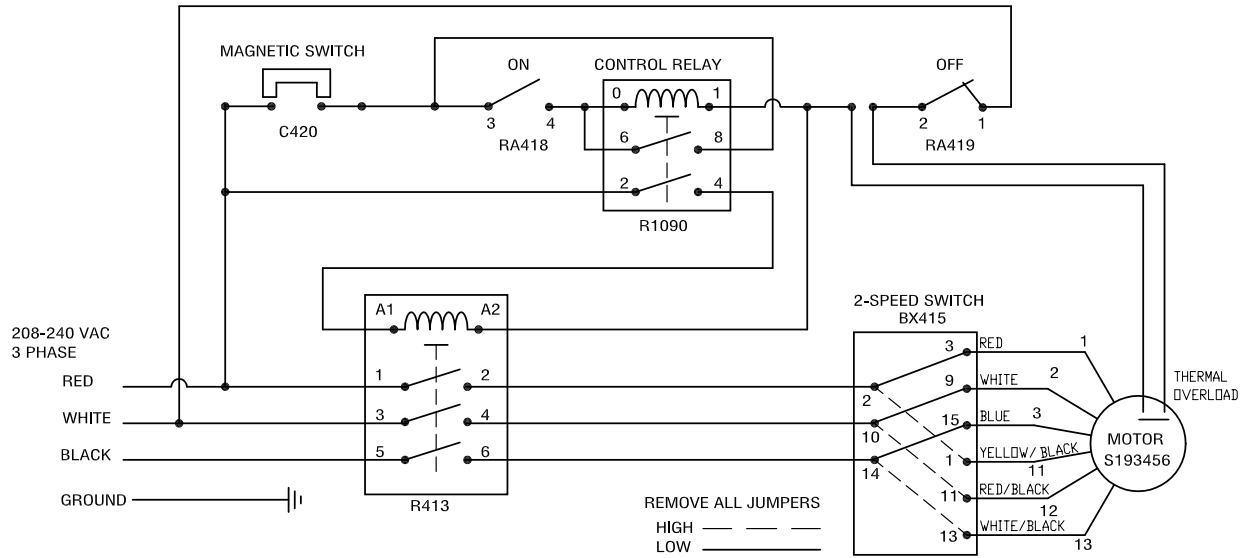 MAGNETIC SWITCH
C420
ON
3
4
RA418
CONTROL RELAY
0
1
6
8
2
4
R1090
OFF
2
1
RA419
208-240 VAC
3 PHASE
RED
WHITE
BLACK
GROUND
A1
A2
1
2
3
4
5
6
R413
2-SPEED SWITCH
BX415
2
10
14
3
RED
1
9
WHITE
2
15
BLUE
3
1
YELLOW/BLACK
11
11
RED/BLACK
12
13
WHITE/BLACK
13
THERMAL
OVERLOAD
MOTOR
S193456
REMOVE ALL JUMPERS
HIGH
LOW